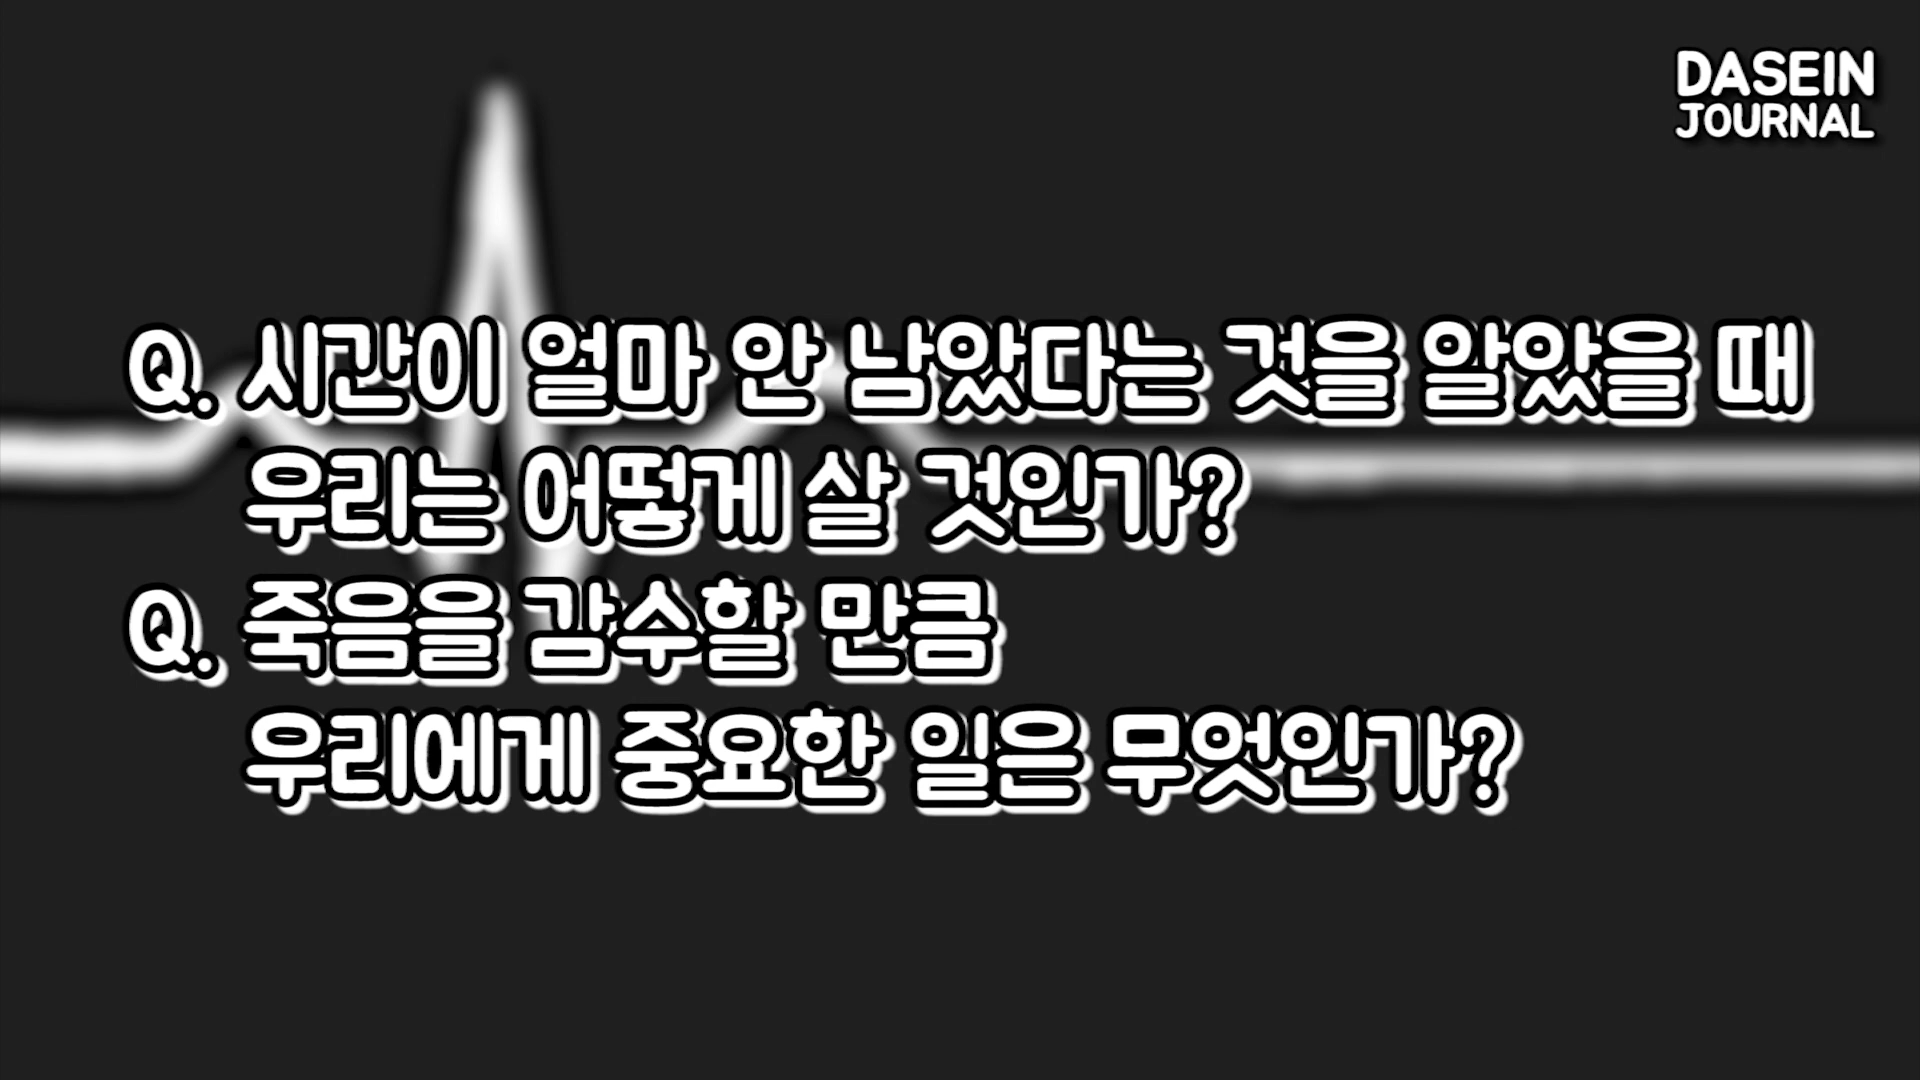 DASEIN
JOURNAL
Q. 시간이 얼마 안 남았다는 것을 알았을 때
우리는 어떻게 살 것인가?
Q. 죽음을 감수할 만큼
우리에게 중요한 일은 무엇인가?